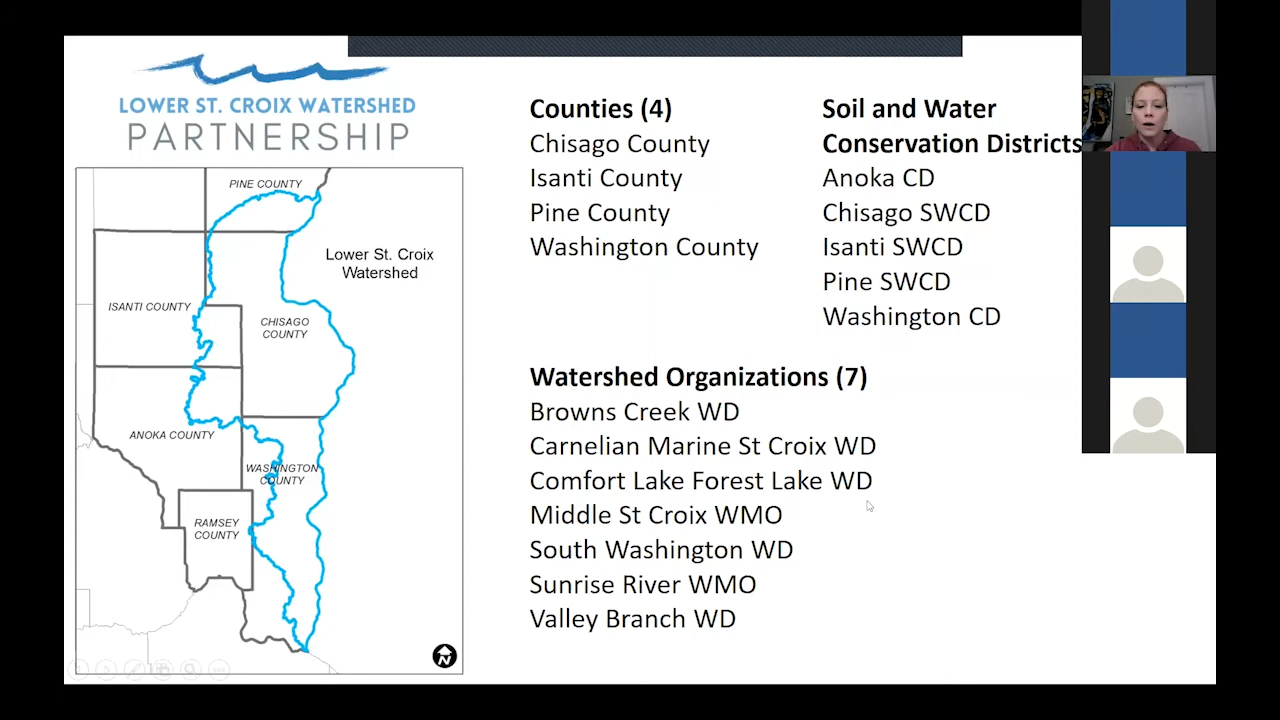 LOWER ST. CROIX WATERSHED
PARTNERSHIP
PINE COUNTY
Lower St. Croix
Watershed
ISANTI COUNTY
CHISAGO
COUNTY
ANOKA COUNTY
WASHINGTON
COUNTY
RAMSEY
COUNTY
N
Counties (4)
Chisago County
Isanti County
Pine County
Washington County
Soil and Water
Conservation Districts
Anoka CD
Chisago SWCD
Isanti SWCD
Pine SWCD
Washington CD
Watershed Organizations (7)
Browns Creek WD
Carnelian Marine St Croix WD
Comfort Lake Forest Lake WD
Middle St Croix WMO
South Washington WD
Sunrise River WMO
Valley Branch WD